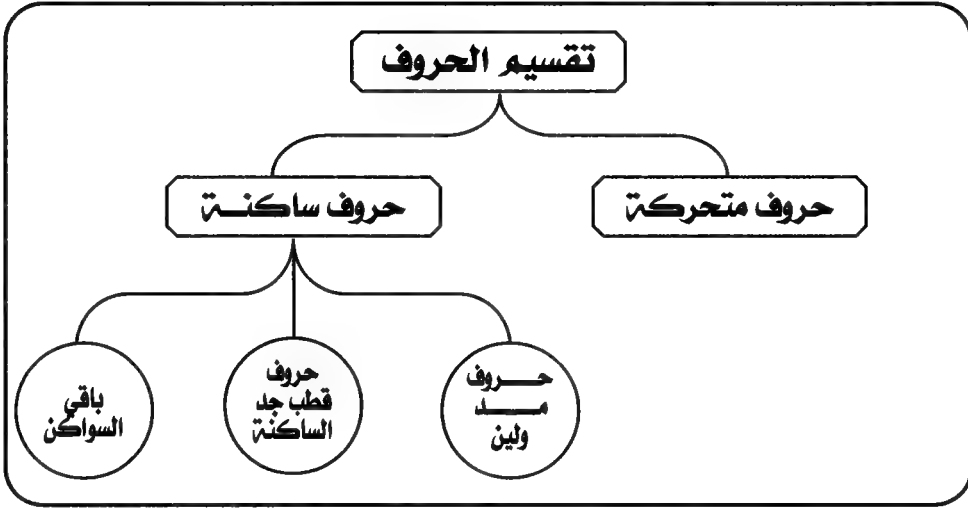 تقسيم الحروف
حروف متحركة
حروف ساكنة
حروف
مد
ولين
حروف
قطب جد
الساكنة
باقي
السواكن